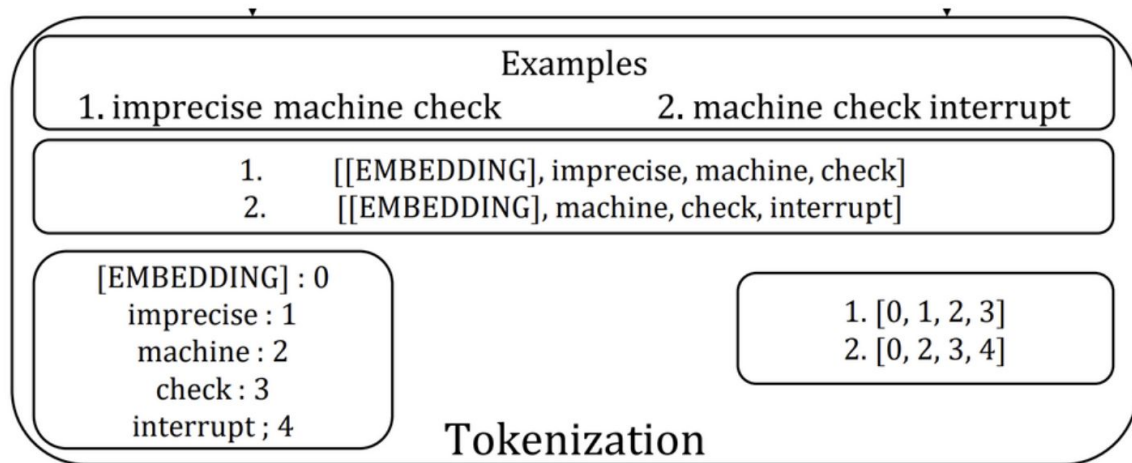 Examples
1. imprecise machine check 2. machine check interrupt
1. [[EMBEDDING], imprecise, machine, check]
2. [[EMBEDDING], machine, check, interrupt]
[EMBEDDING] : 0
imprecise : 1
machine : 2
check : 3
interrupt ; 4
1. [0, 1, 2, 3]
2. [0, 2, 3, 4]
Tokenization